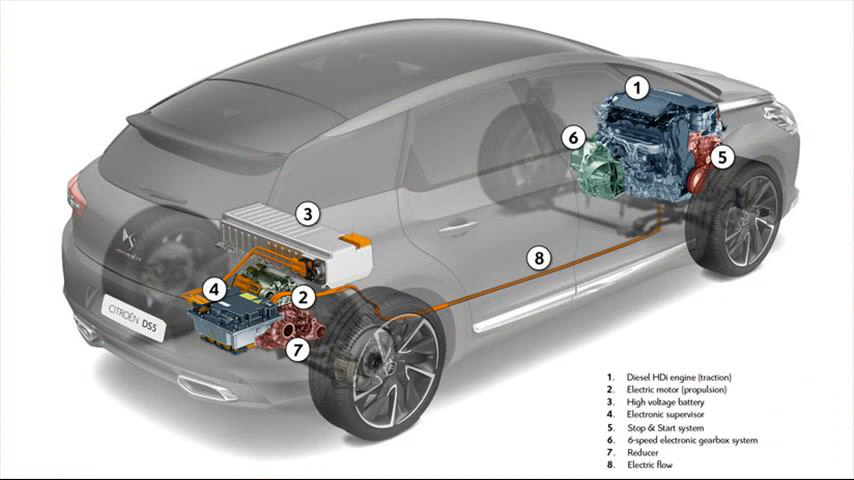 1
6
5
3
8
4
2
7
CITROËN
CITROËN DS5
1. Diesel HDi engine (traction)
2. Electric motor (propulsion)
3. High voltage battery
4. Electronic supervisor
5. Stop & Start system
6. 6-speed electronic gearbox system
7. Reducer
8. Electric flow